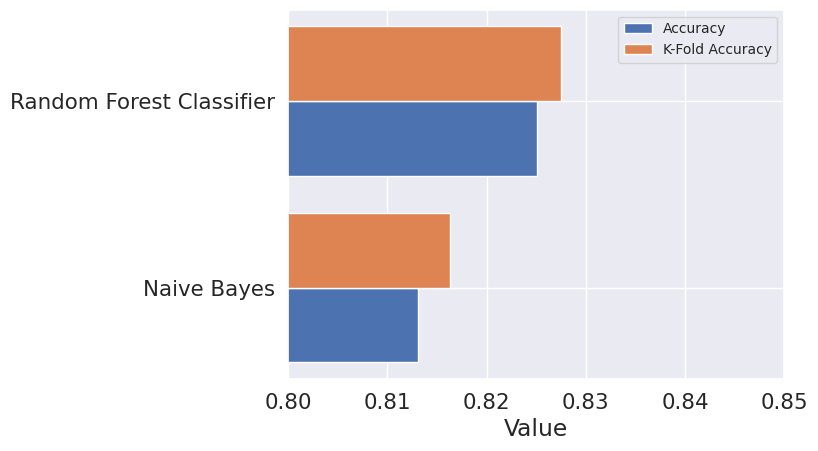 Accuracy
K-Fold Accuracy
Random Forest Classifier
Naive Bayes
0.80 0.81 0.82 0.83 0.84 0.85
Value